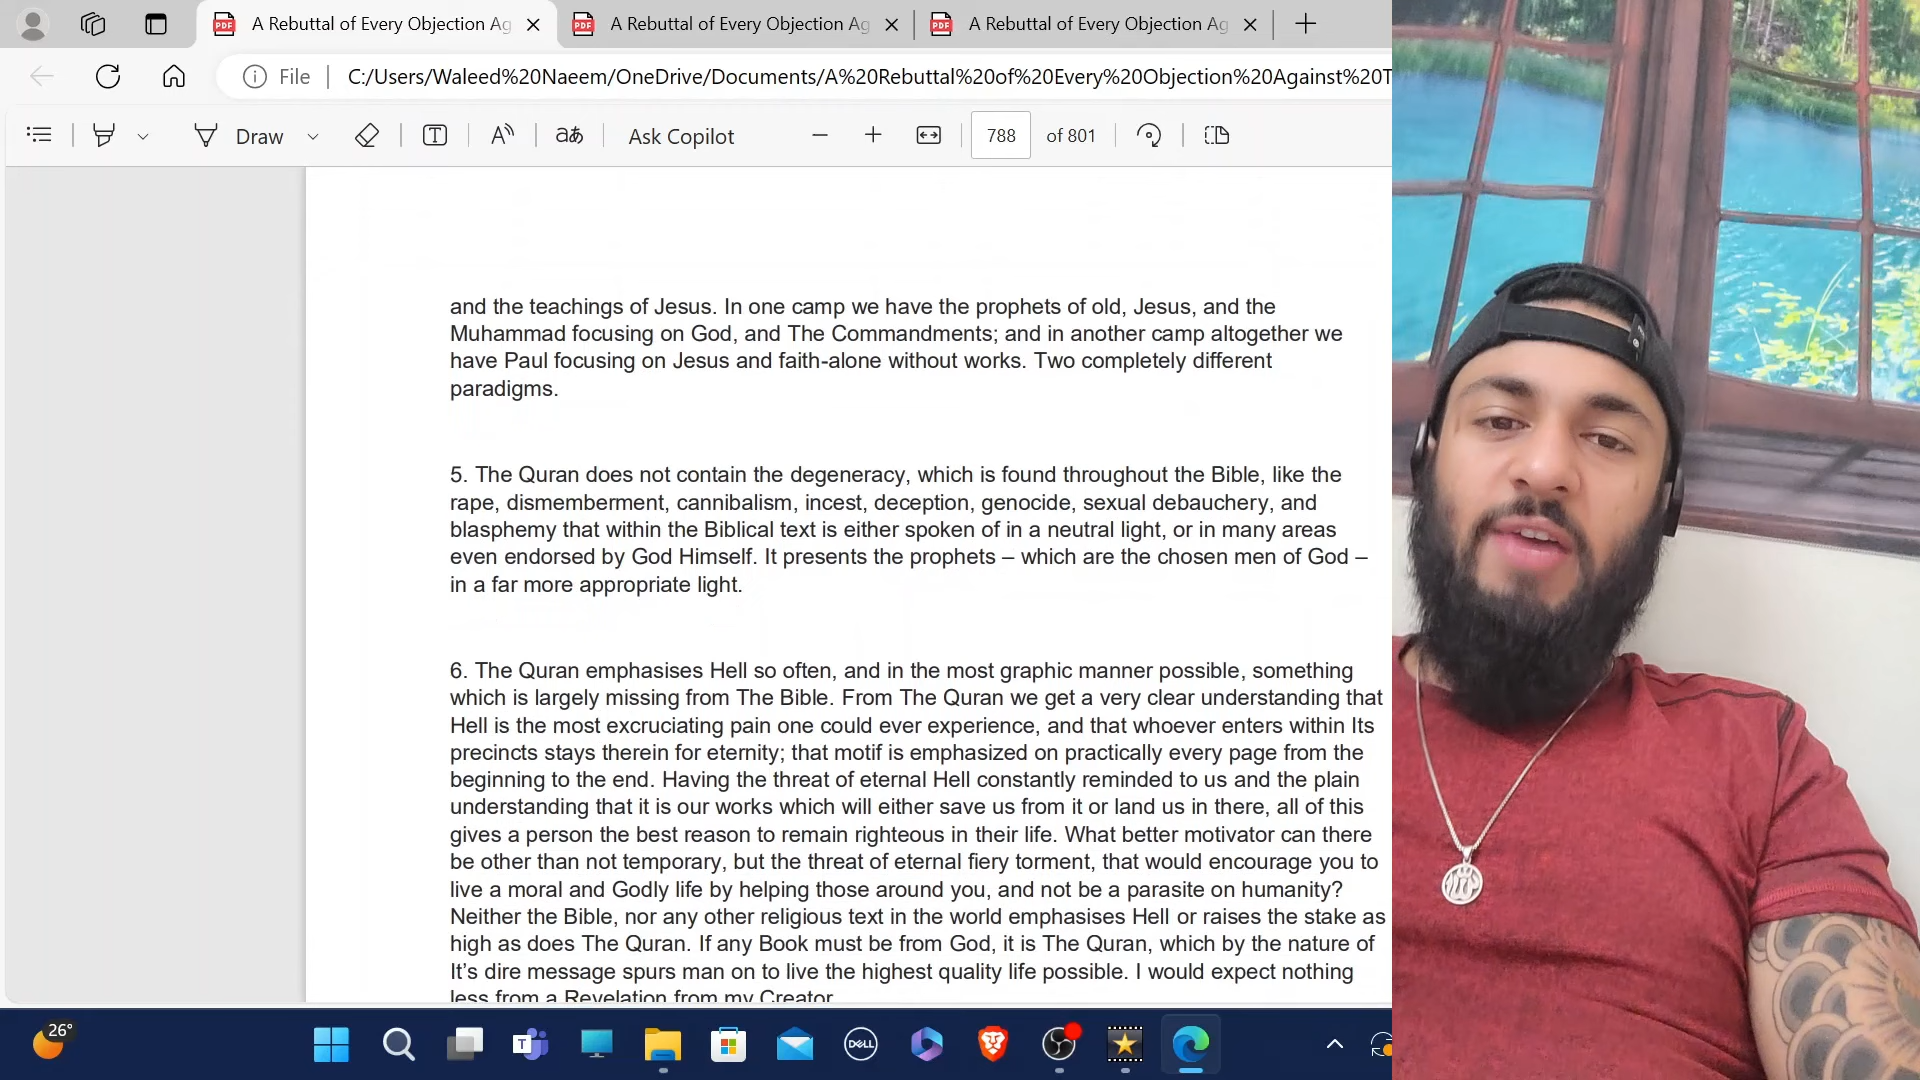 A Rebuttal of Every Objection Ag
A Rebuttal of Every Objection Ag
A Rebuttal of Every Objection Ag
File
C:/Users/Waleed%20Naeem/OneDrive/Documents/A%20Rebuttal%20of%20Every%20Objection%20Against%20T
Draw
Ask Copilot
788 of 801
and the teachings of Jesus. In one camp we have the prophets of old, Jesus, and the
Muhammad focusing on God, and The Commandments; and in another camp altogether we
have Paul focusing on Jesus and faith-alone without works. Two completely different
paradigms.
5. The Quran does not contain the degeneracy, which is found throughout the Bible, like the
rape, dismemberment, cannibalism, incest, deception, genocide, sexual debauchery, and
blasphemy that within the Biblical text is either spoken of in a neutral light, or in many areas
even endorsed by God Himself. It presents the prophets – which are the chosen men of God –
in a far more appropriate light.
6. The Quran emphasises Hell so often, and in the most graphic manner possible, something
which is largely missing from The Bible. From The Quran we get a very clear understanding that
Hell is the most excruciating pain one could ever experience, and that whoever enters within Its
precincts stays therein for eternity; that motif is emphasized on practically every page from the
beginning to the end. Having the threat of eternal Hell constantly reminded to us and the plain
understanding that it is our works which will either save us from it or land us in there, all of this
gives a person the best reason to remain righteous in their life. What better motivator can there
be other than not temporary, but the threat of eternal fiery torment, that would encourage you to
live a moral and Godly life by helping those around you, and not be a parasite on humanity?
Neither the Bible, nor any other religious text in the world emphasises Hell or raises the stake as
high as does The Quran. If any Book must be from God, it is The Quran, which by the nature of
It's dire message spurs man on to live the highest quality life possible. I would expect nothing
less from a Revelation from my Creator.
26°
DELL